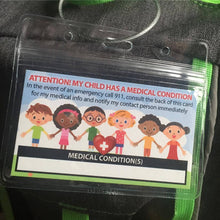 ATTENTION: MY CHILD HAS A MEDICAL CONDITION
In the event of an emergency call 911, consult the back of this card
for my medical info and notify my contact person immediately
MEDICAL CONDITION(S)